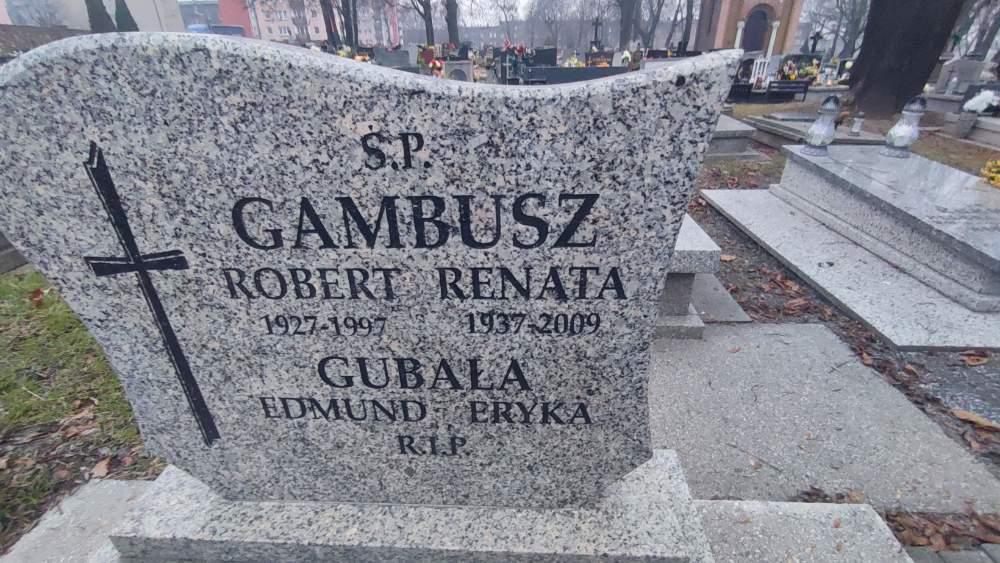 Ś.P.
GAMBUSZ
ROBERT RENATA
1927-1997 1937-2009
GUBAŁA
EDMUND ERYKA
R.I.P.